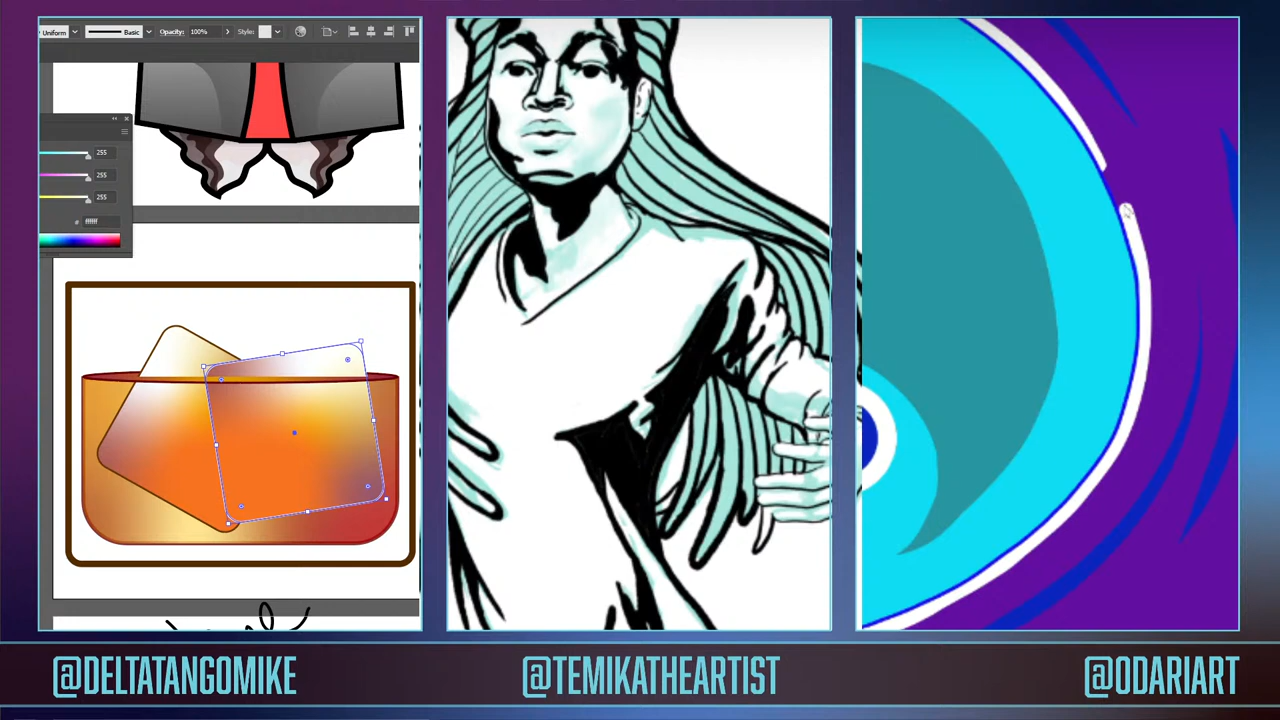 Uniform
Basic
Opacity: 100%
Style:
255
255
255
# ffffff
@DELTATANGOMIKE
@TEMIKATHEARTIST
@ODARIART